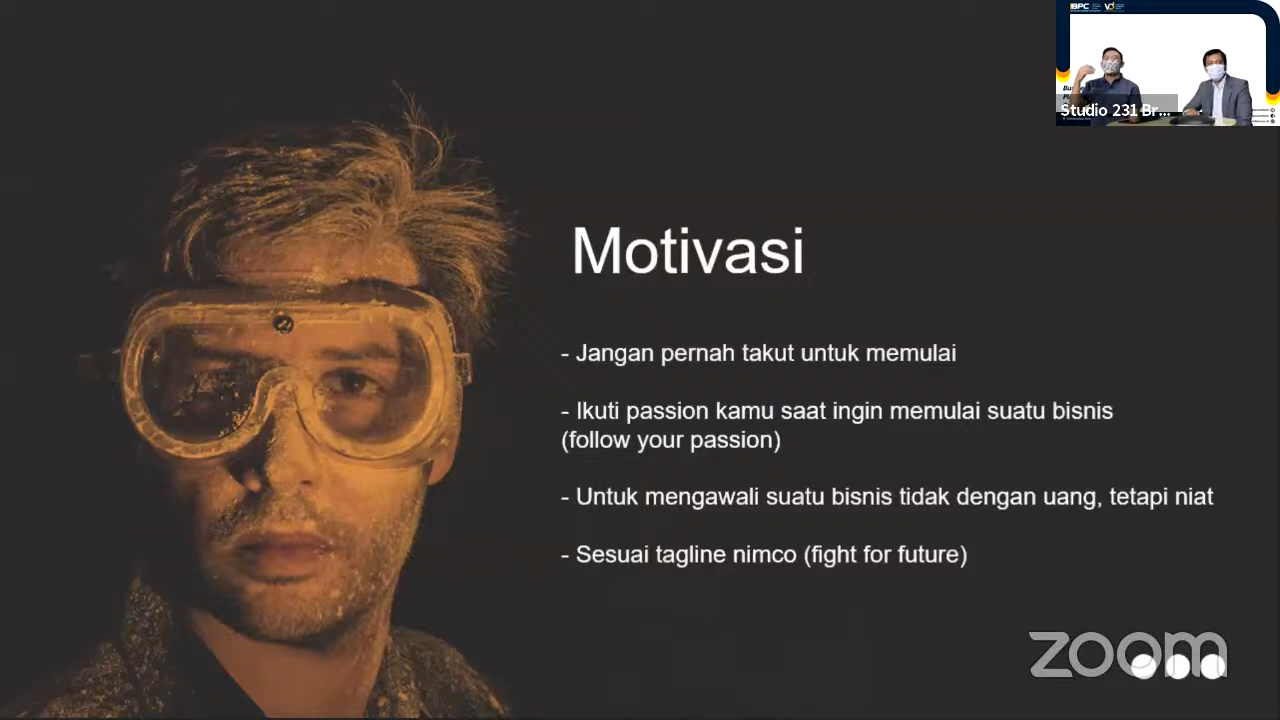 BPC
Studio 231 Br...
Motivasi
- Jangan pernah takut untuk memulai
- Ikuti passion kamu saat ingin memulai suatu bisnis
(follow your passion)
- Untuk mengawali suatu bisnis tidak dengan uang, tetapi niat
- Sesuai tagline nimco (fight for future)
zoom